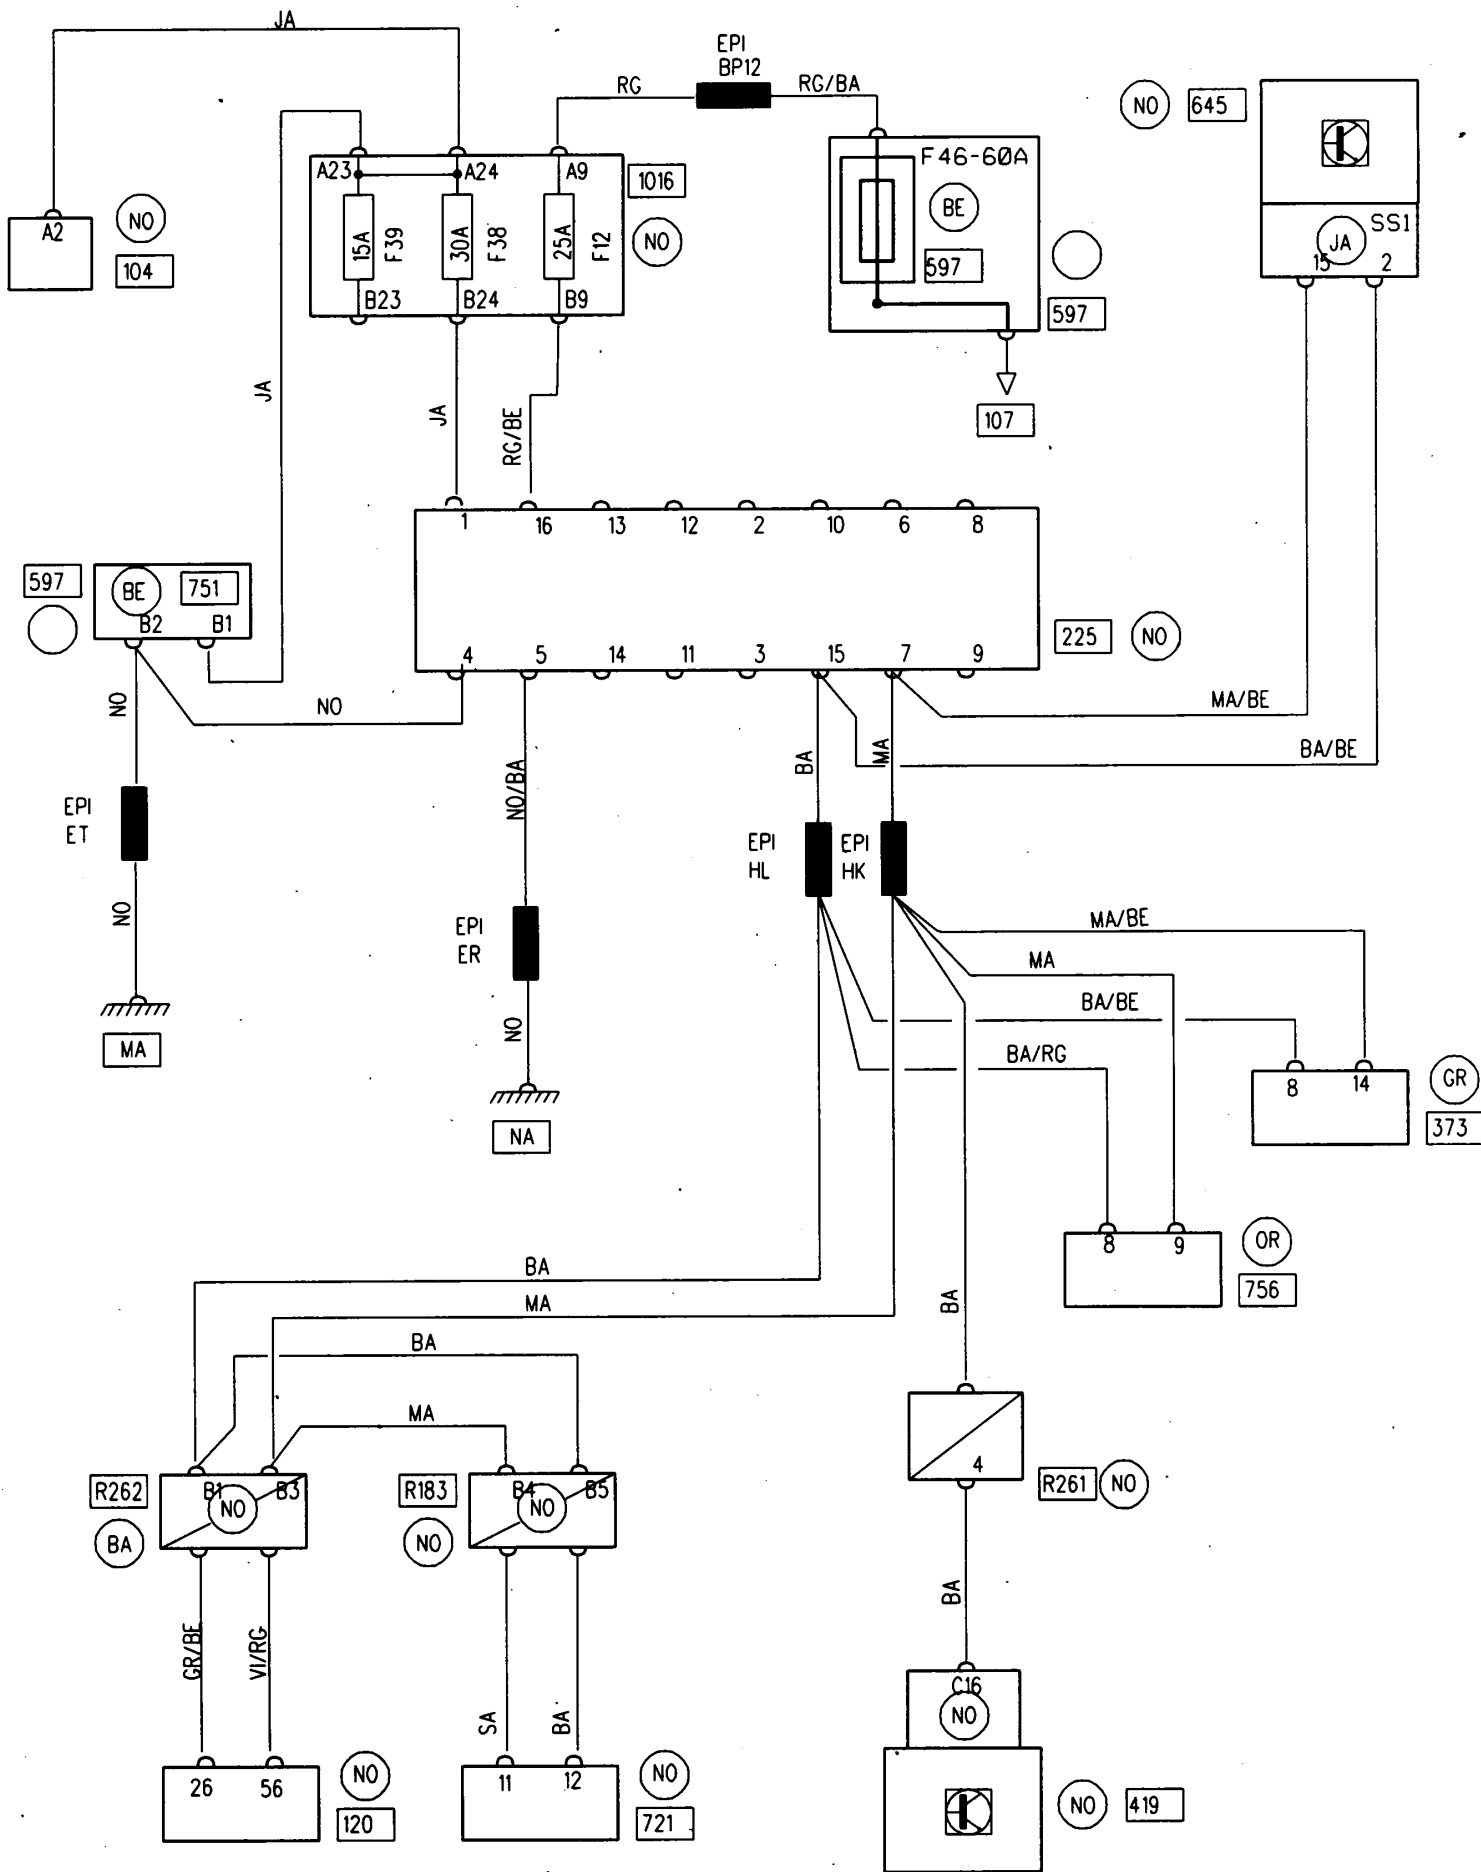 JA
EPI
BP12
RG
RG/BA
NO
645
A23
A24
A9
1016
F46-60A
BE
597
597
NO
JA
SS1
15
2
A2
NO
104
15A
F39
30A
F38
25A
F12
B23
B24
B9
107
JA
JA
RG/BE
1
16
13
12
2
10
6
8
597
BE
751
B2
B1
4
5
14
11
3
15
7
9
225
NO
NO
NO
MA/BE
BA/BE
BA
MA
NO/BA
EPI
ET
EPI
HL
EPI
HK
NO
EPI
ER
MA/BE
MA
BA/BE
BA/RG
NO
MA
NA
8
14
GR
373
8
9
OR
756
BA
MA
BA
BA
MA
4
R261
NO
R262
B1
B3
NO
BA
R183
B4
B5
NO
NO
BA
GR/BE
VI/RG
SA
BA
C16
NO
26
56
NO
120
11
12
NO
721
NO
419